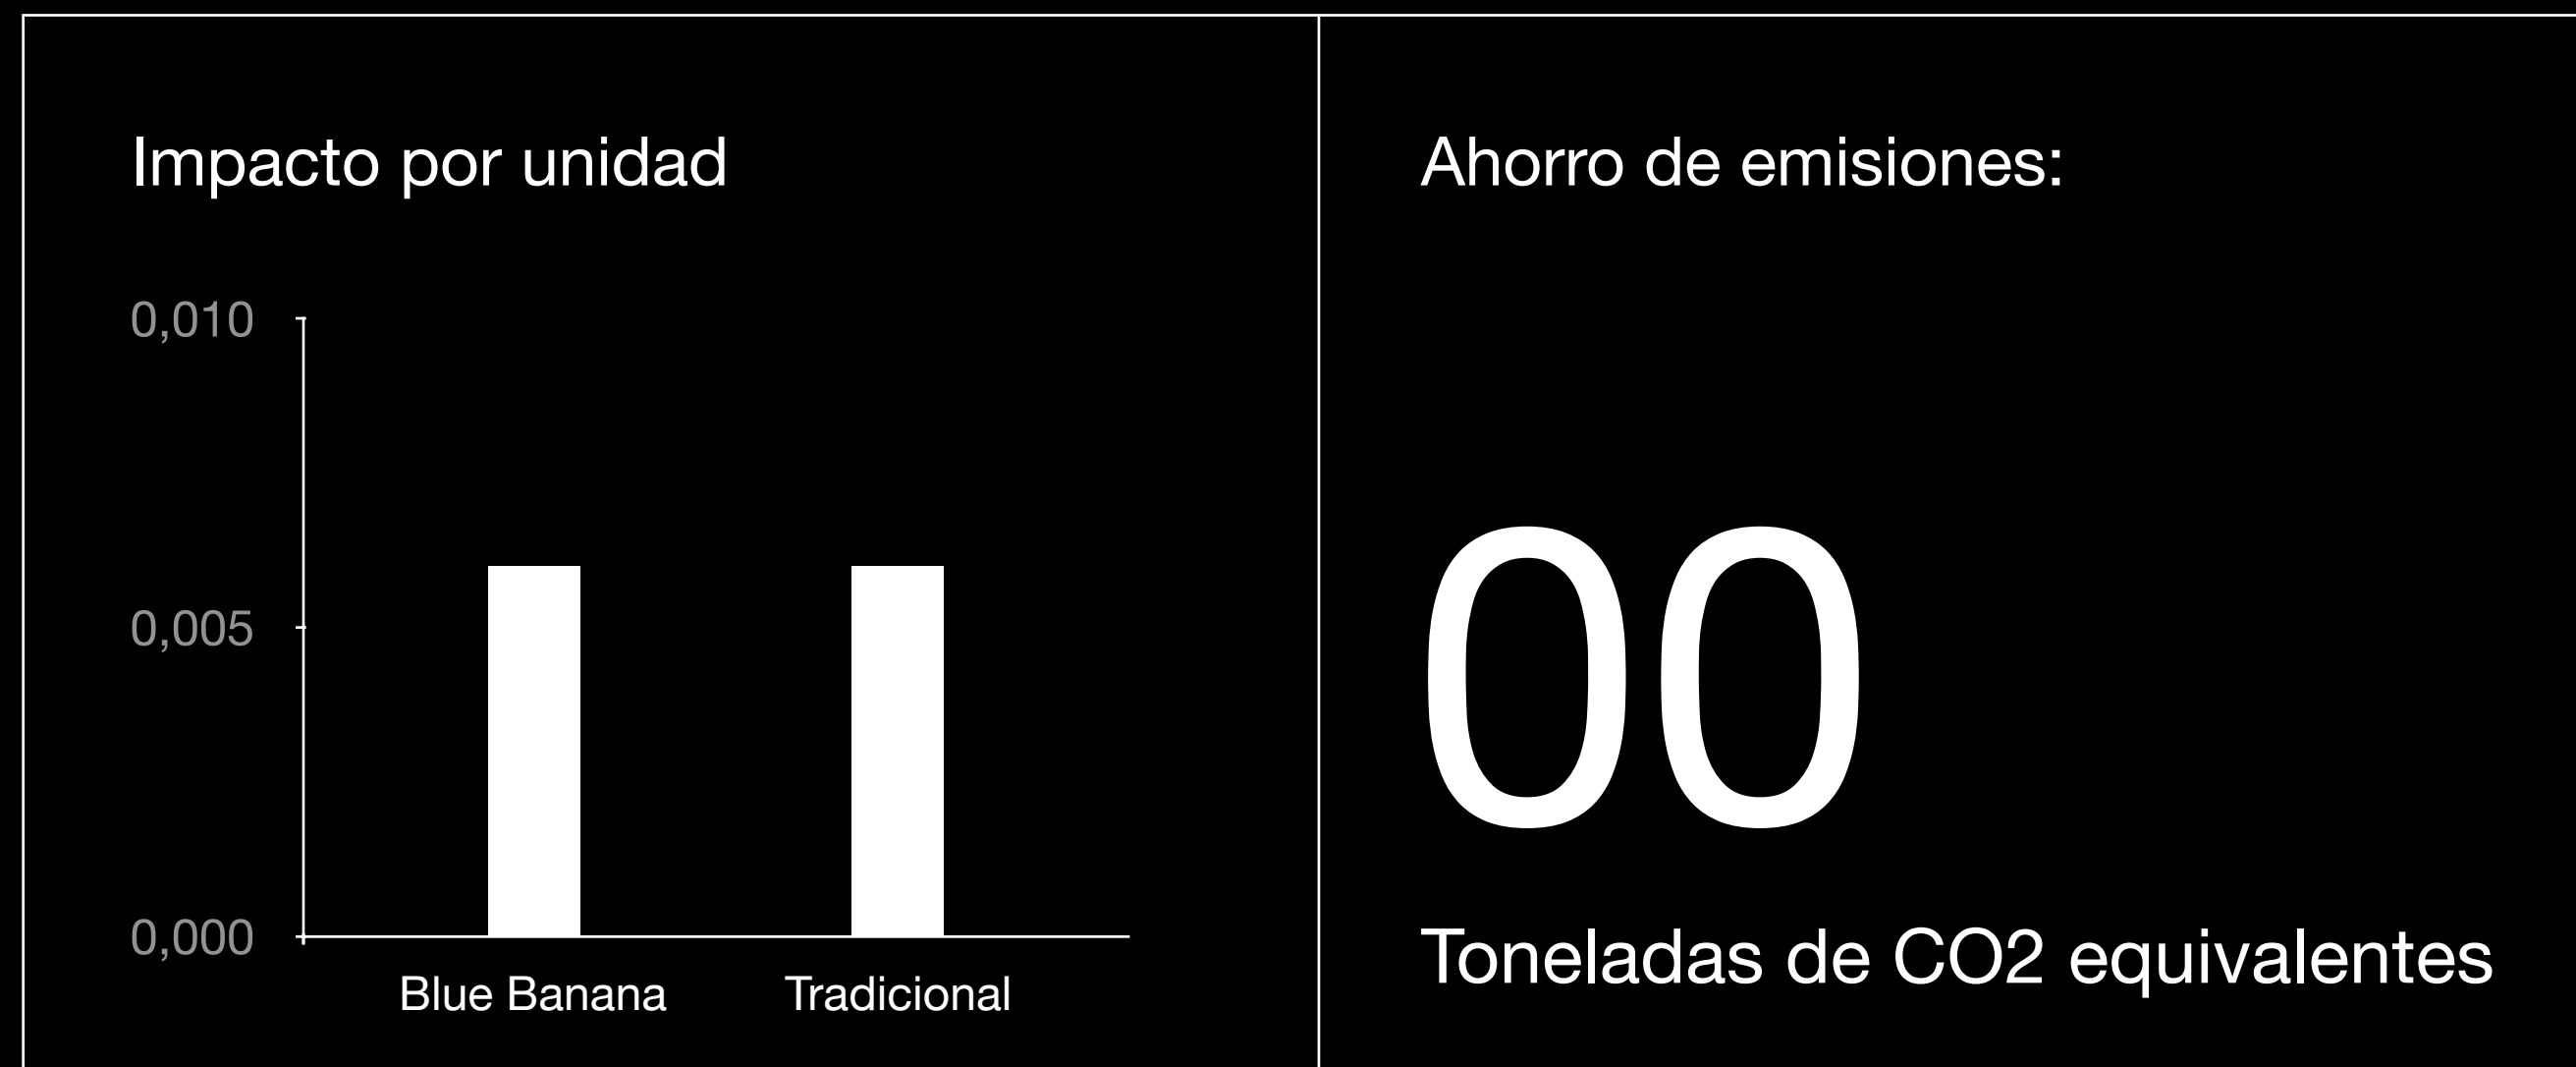 Impacto por unidad
0,010
0,005
0,000
Blue Banana
Tradicional
Ahorro de emisiones:
00
Toneladas de CO2 equivalentes